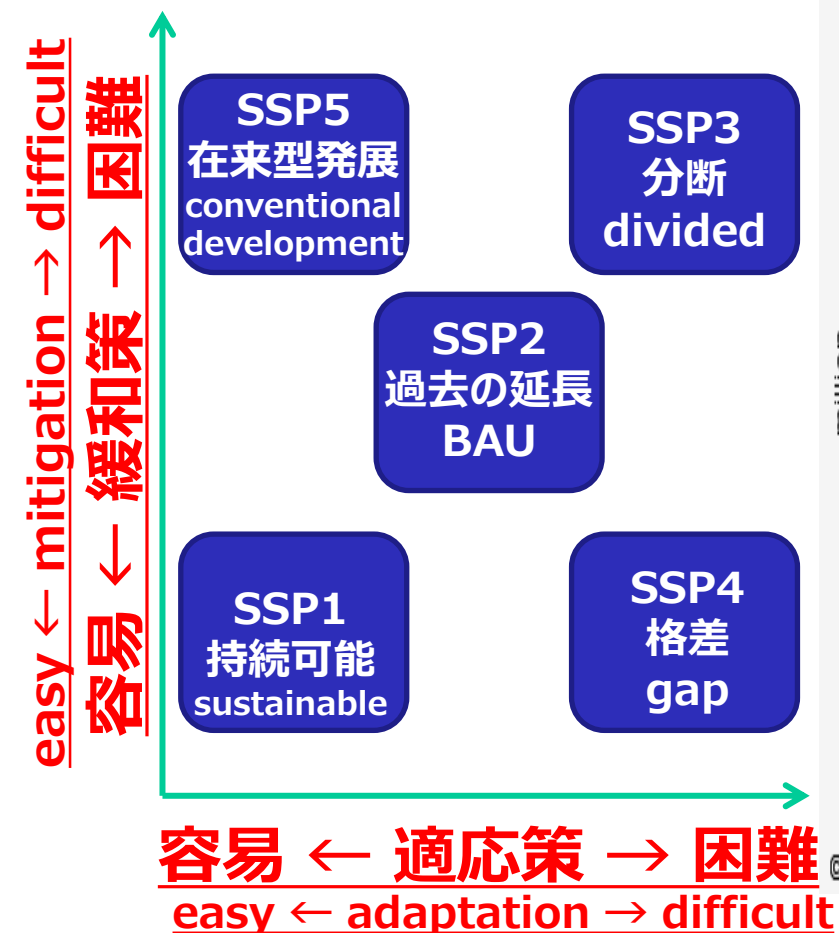 easy ← mitigation → difficult
容易 ← 緩和策 → 困難
SSP5
在来型発展
conventional
development
SSP3
分断
divided
SSP2
過去の延長
BAU
SSP1
持続可能
sustainable
SSP4
格差
gap
容易 ← 適応策 → 困難
easy ← adaptation → difficult